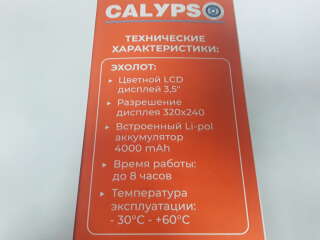 CALYPSO
ТЕХНИЧЕСКИЕ
ХАРАКТЕРИСТИКИ:
ЭХОЛОТ:
Цветной LCD
дисплей 3,5"
Разрешение
дисплея 320x240
Встроенный Li-pol
аккумулятор
4000 mAh
Время работы:
до 8 часов
Температура
эксплуатации:
- 30°C - +60°C